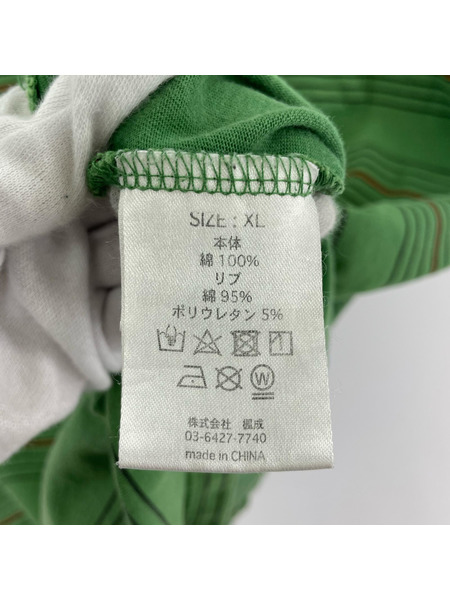 SIZE : XL
本体
綿 100%
リブ
綿 95%
ポリウレタン 5%
W
株式会社 楓成
03-6427-7740
made in CHINA